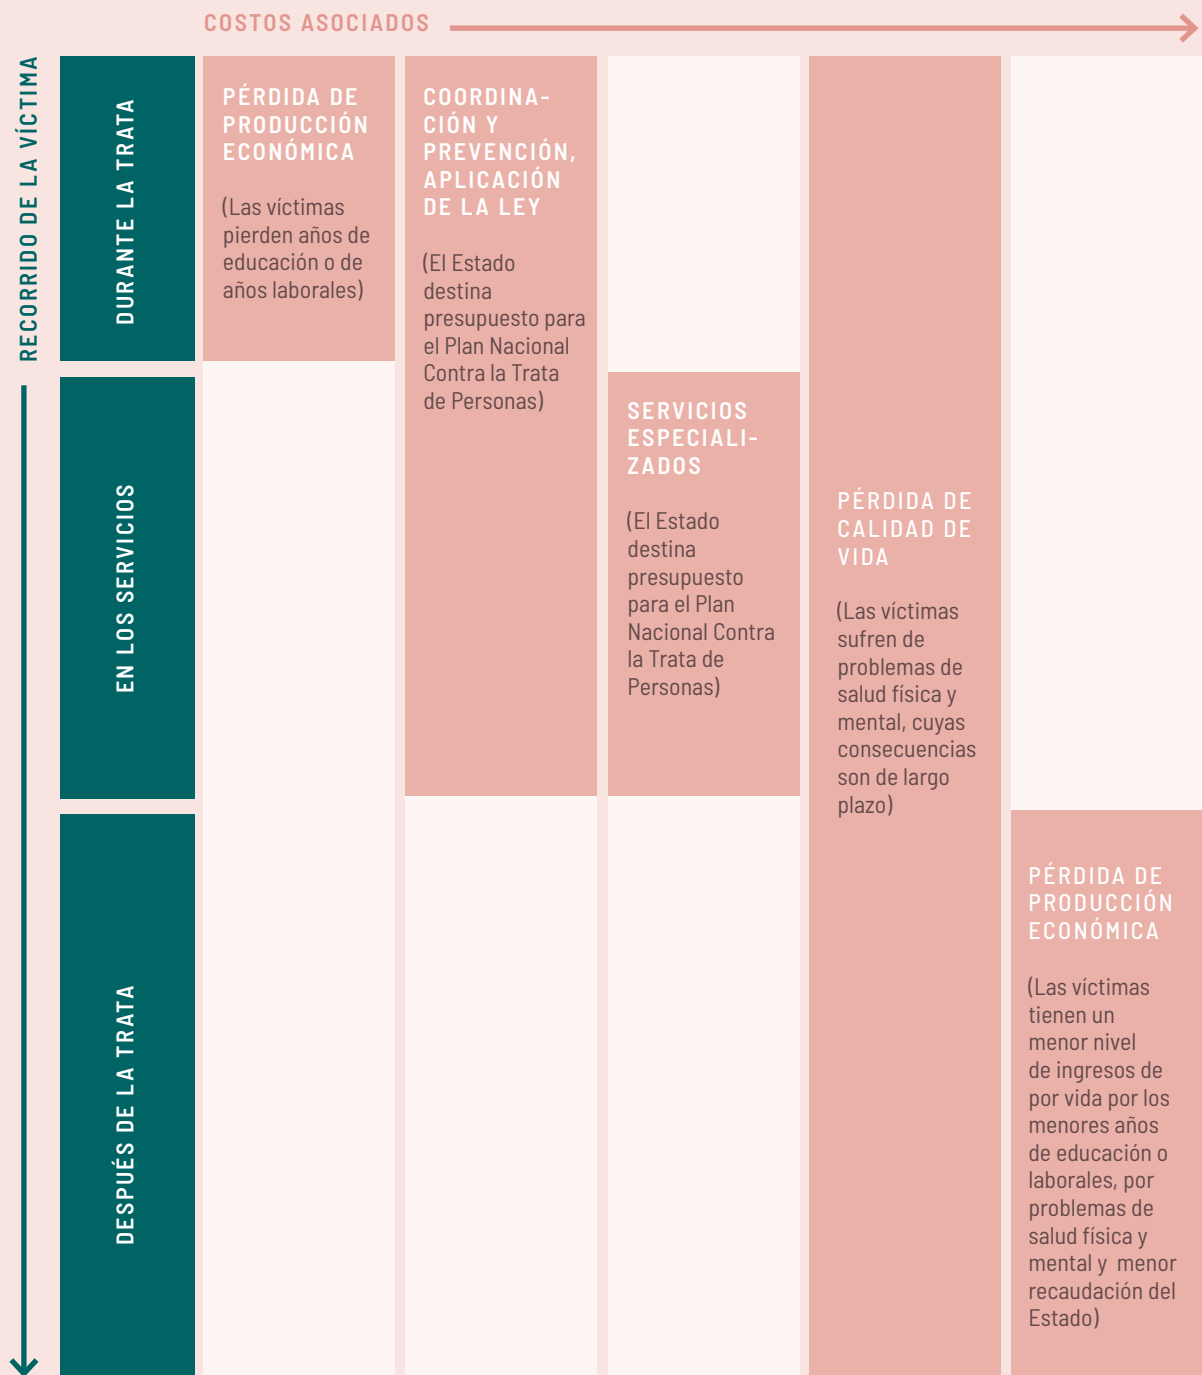 COSTOS ASOCIADOS
RECORRIDO DE LA VÍCTIMA
DURANTE LA TRATA
PÉRDIDA DE
PRODUCCIÓN
ECONÓMICA
(Las víctimas
pierden años de
educación o de
años laborales)
COORDINA-
CIÓN Y
PREVENCIÓN,
APLICACIÓN
DE LA LEY
(El Estado
destina
presupuesto para
el Plan Nacional
Contra la Trata
de Personas)
EN LOS SERVICIOS
SERVICIOS
ESPECIALI-
ZADOS
(El Estado
destina
presupuesto
para el Plan
Nacional Contra
la Trata de
Personas)
PÉRDIDA DE
CALIDAD DE
VIDA
(Las víctimas
sufren de
problemas de
salud física y
mental, cuyas
consecuencias
son de largo
plazo)
DESPUÉS DE LA TRATA
PÉRDIDA DE
PRODUCCIÓN
ECONÓMICA
(Las víctimas
tienen un
menor nivel
de ingresos de
por vida por los
menores años
de educación o
laborales, por
problemas de
salud física y
mental y  menor
recaudación del
Estado)